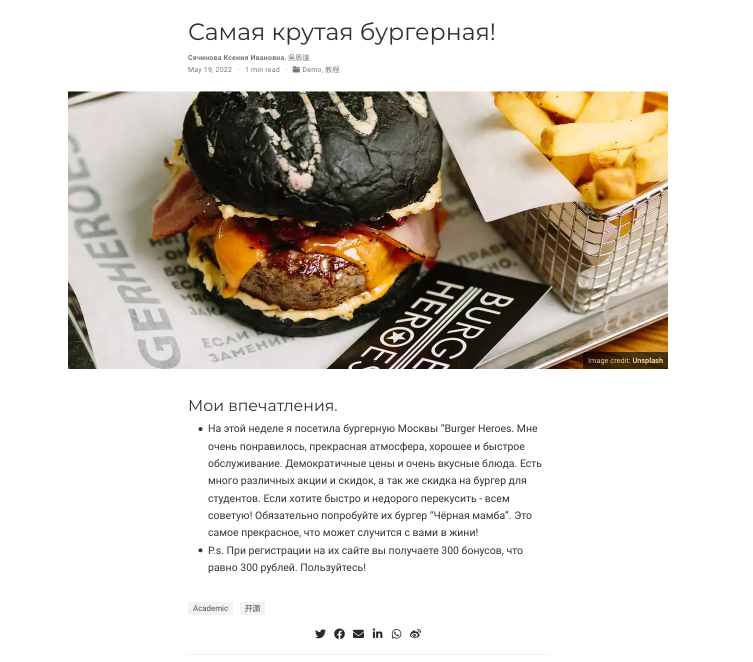 Самая крутая бургерная!
Сячинова Ксения Ивановна, 吳恩達
May 19, 2022 · 1 min read · Demo, 教程
GERHEROES
ЕСЛИ
ЗАМЕНИ
BURGE
HEROES
Image credit: Unsplash
Мои впечатления.
На этой неделе я посетила бургерную Москвы “Burger Heroes. Мне
очень понравилось, прекрасная атмосфера, хорошее и быстрое
обслуживание. Демократичные цены и очень вкусные блюда. Есть
много различных акции и скидок, а так же скидка на бургер для
студентов. Если хотите быстро и недорого перекусить - всем
советую! Обязательно попробуйте их бургер “Чёрная мамба”. Это
самое прекрасное, что может случится с вами в жини!
P.s. При регистрации на их сайте вы получаете 300 бонусов, что
равно 300 рублей. Пользуйтесь!
Academic 开源